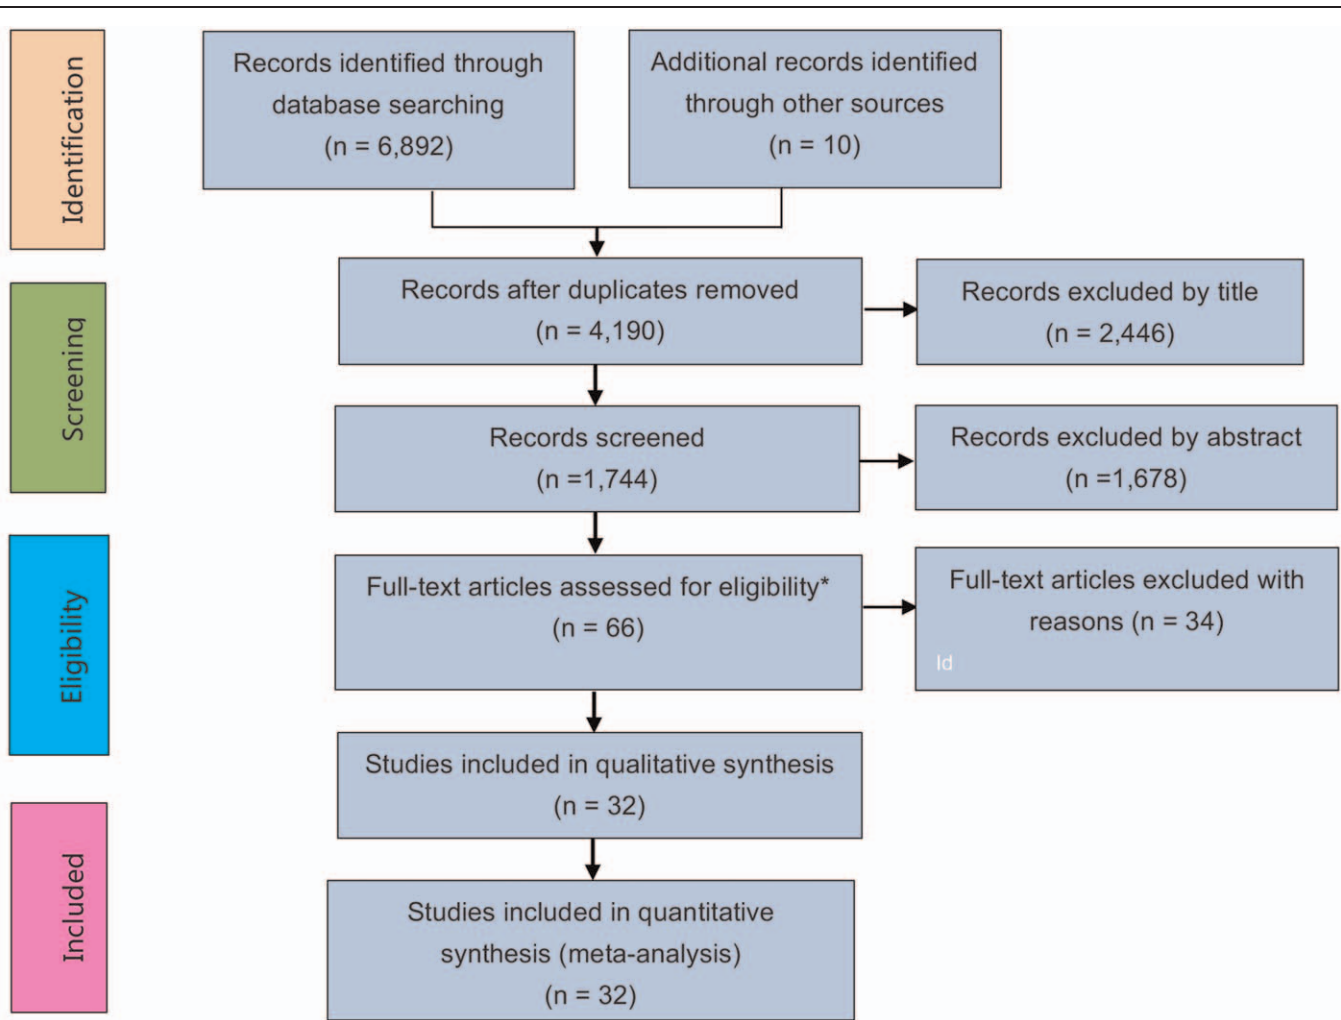 Identification
Records identified through
database searching
(n = 6,892)
Additional records identified
through other sources
(n = 10)
Records after duplicates removed
(n = 4,190)
Records excluded by title
(n = 2,446)
Screening
Records screened
(n =1,744)
Records excluded by abstract
(n =1,678)
Eligibility
Full-text articles assessed for eligibility*
(n = 66)
Full-text articles excluded with
reasons (n = 34)
Id
Studies included in qualitative synthesis
(n = 32)
Included
Studies included in quantitative
synthesis (meta-analysis)
(n = 32)